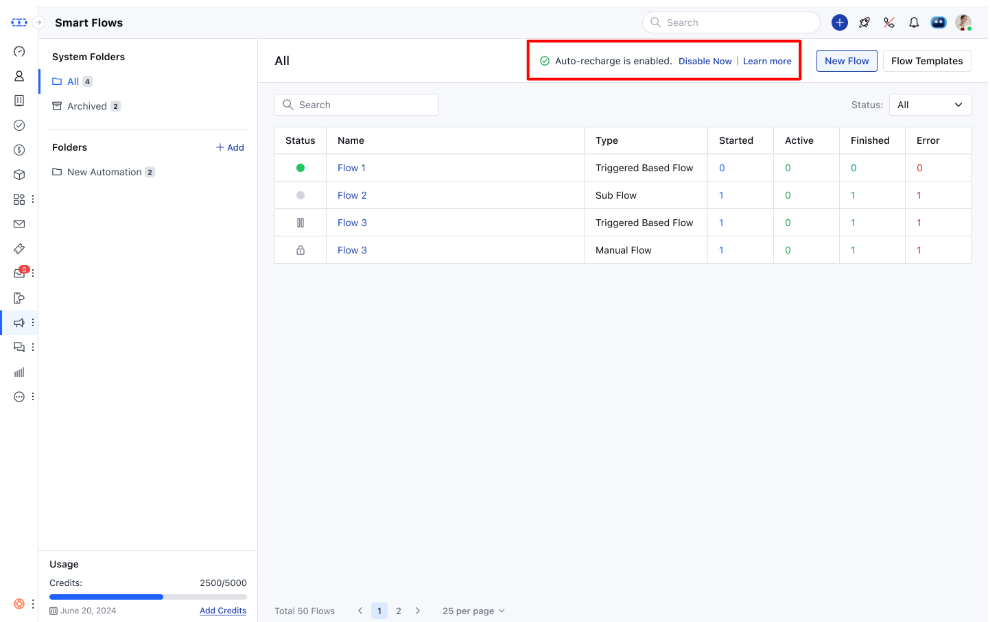 Smart Flows
Search
System Folders
All 4
Archived 2
Folders
+ Add
New Automation 2
5
All
Auto-recharge is enabled. Disable Now | Learn more
New Flow
Flow Templates
Search
Status: All
Status Name Type Started Active Finished Error
Flow 1 Triggered Based Flow 0 0 0 0
Flow 2 Sub Flow 1 0 1 1
Flow 3 Triggered Based Flow 1 0 1 1
Flow 3 Manual Flow 1 0 1 1
Usage
Credits: 2500/5000
June 20, 2024 Add Credits
Total 50 Flows 1 2 25 per page